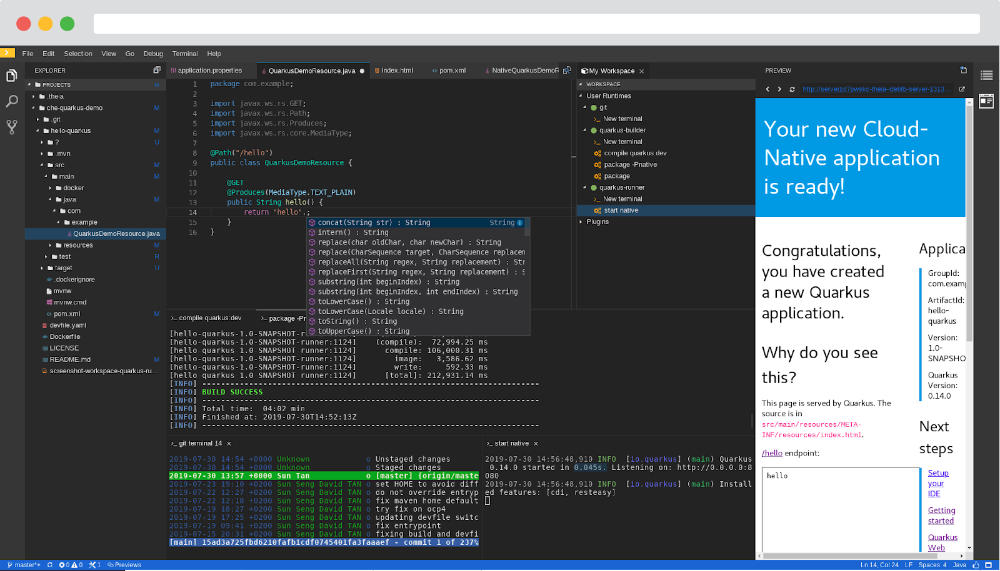 File Edit Selection View Go Debug Terminal Help
EXPLORER
PROJECTS M
.theia
che-quarkus-demo M
.git
hello-quarkus M
? U
.mvn
src M
main M
docker
java M
com
example
QuarkusDemoResource.java
resources M
test R
target U
.dockerignore
mvnw
mvnw.cmd
pom.xml M
devfile.yaml
Dockerfile
LICENSE
README.md M
screenshot-workspace-quarkus-ru...
application.properties QuarkusDemoResource.java index.html pom.xml NativeQuarkusDemoR
1 package com.example;
2
3 import javax.ws.rs.GET;
4 import javax.ws.rs.Path;
5 import javax.ws.rs.Produces;
6 import javax.ws.rs.core.MediaType;
7
8 @Path("/hello")
9 public class QuarkusDemoResource {
10
11 @GET
12 @Produces(MediaType.TEXT_PLAIN)
13 public String hello() {
14 return "hello".;
15 }
16 }
concat(String str) : String String
intern() : String
replace(char oldChar, char newChar) : String
replace(CharSequence target, CharSequence replacem
replaceAll(String regex, String replacement) : Str
replaceFirst(String regex, String replacement) : S
substring(int beginIndex) : String
substring(int beginIndex, int endIndex) : String
toLowerCase() : String
toLowerCase(Locale locale) : String
toString() : String
toUpperCase() : String
My Workspace
WORKSPACE
User Runtimes
git
New terminal
quarkus-builder
New terminal
compile quarkus:dev
package -Pnative
package
quarkus-runner
New terminal
start native
Plugins
>_ compile quarkus:dev >_ package -Pr
[hello-quarkus-1.0-SNAPSHOT-runner:1124]
[hello-quarkus-1.0-SNAPSHOT-runner:1124] (compile): 72,994.25 ms
[hello-quarkus-1.0-SNAPSHOT-runner:1124] compile: 106,000.31 ms
[hello-quarkus-1.0-SNAPSHOT-runner:1124] image: 3,586.62 ms
[hello-quarkus-1.0-SNAPSHOT-runner:1124] write: 592.33 ms
[hello-quarkus-1.0-SNAPSHOT-runner:1124] [total]: 212,931.14 ms
[INFO] ------------------------------------------------------------------------
[INFO] BUILD SUCCESS
[INFO] ------------------------------------------------------------------------
[INFO] Total time: 04:02 min
[INFO] Finished at: 2019-07-30T14:52:13Z
[INFO] ------------------------------------------------------------------------
>_ git terminal 14 ×
2019-07-30 14:54 +0000 Unknown o Unstaged changes
2019-07-30 14:54 +0000 Unknown o Staged changes
2019-07-30 13:57 +0000 Sun Tan o [master] {origin/maste
2019-07-23 19:10 +0200 Sun Seng David TAN o set HOME to avoid diff
2019-07-22 12:27 +0200 Sun Seng David TAN o do not override entryp
2019-07-22 12:18 +0200 Sun Seng David TAN o fix maven home default
2019-07-19 18:27 +0200 Sun Seng David TAN o try fix on ocp4
2019-07-19 17:25 +0200 Sun Seng David TAN o updating devfile switc
2019-07-19 09:41 +0200 Sun Seng David TAN o fix entrypoint
2019-07-15 20:31 +0200 Sun Seng David TAN o fixing build and devfi
[main] 15ad3a725fbd6210fafb1cdf0745401fa3faaaef - commit 1 of 237%
>_ start native ×
2019-07-30 14:56:48,910 INFO [io.quarkus] (main) Quarkus
0.14.0 started in 0.045s. Listening on: http://0.0.0.0:8
080
2019-07-30 14:56:48,910 INFO [io.quarkus] (main) Install
ed features: [cdi, resteasy]
PREVIEW
http://serverzd7pwskc-theia-idebtb-server-1313...
Your new Cloud-
Native application
is ready!
Congratulations,
you have created
a new Quarkus
application.
Why do you see
this?
This page is served by Quarkus. The
source is in
src/main/resources/META-
INF/resources/index.html.
/hello endpoint:
hello
Applica
GroupId:
com.examp
ArtifactId:
hello-
quarkus
Version:
1.0-
SNAPSHO
Quarkus
Version:
0.14.0
Next
steps
Setup
your
IDE
Getting
started
Quarkus
Web
master*+ 0 0 1 Previews Ln 14, Col 24 LF Spaces: 4 Java